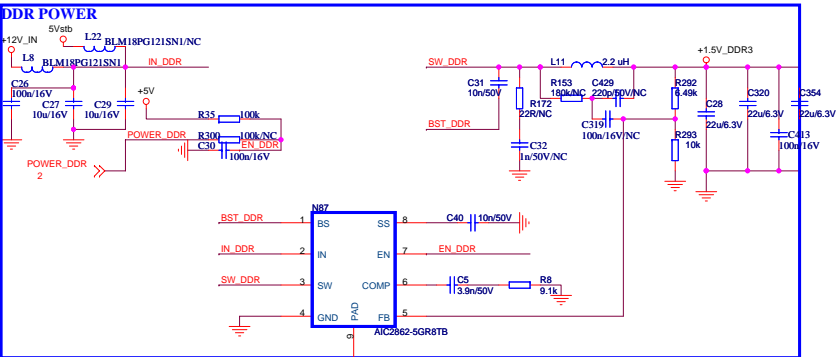 DDR POWER
+12V_IN
5Vstb
L22
BLM18PG121SN1/NC
L8
BLM18PG121SN1
IN_DDR
C26
100n/16V
C27
10u/16V
C29
10u/16V
+5V
R35
100k
POWER_DDR
R300
100k/NC
C30
EN_DDR
100n/16V
POWER_DDR
2
SW_DDR
L11
2.2 uH
+1.5V_DDR3
C31
10n/50V
R153
180k/NC
C429
220p/50V/NC
R292
6.49k
C320
22u/6.3V
C354
22u/6.3V
R172
22R/NC
C28
22u/6.3V
BST_DDR
C319
100n/16V/NC
R293
10k
C413
100n/16V
C32
1n/50V/NC
N87
BST_DDR
1
BS
SS
8
C40
10n/50V
IN_DDR
2
IN
EN
7
EN_DDR
SW_DDR
3
SW
COMP
6
C5
3.9n/50V
R8
9.1k
4
GND
PAD
FB
5
9
AIC2862-5GR8TB